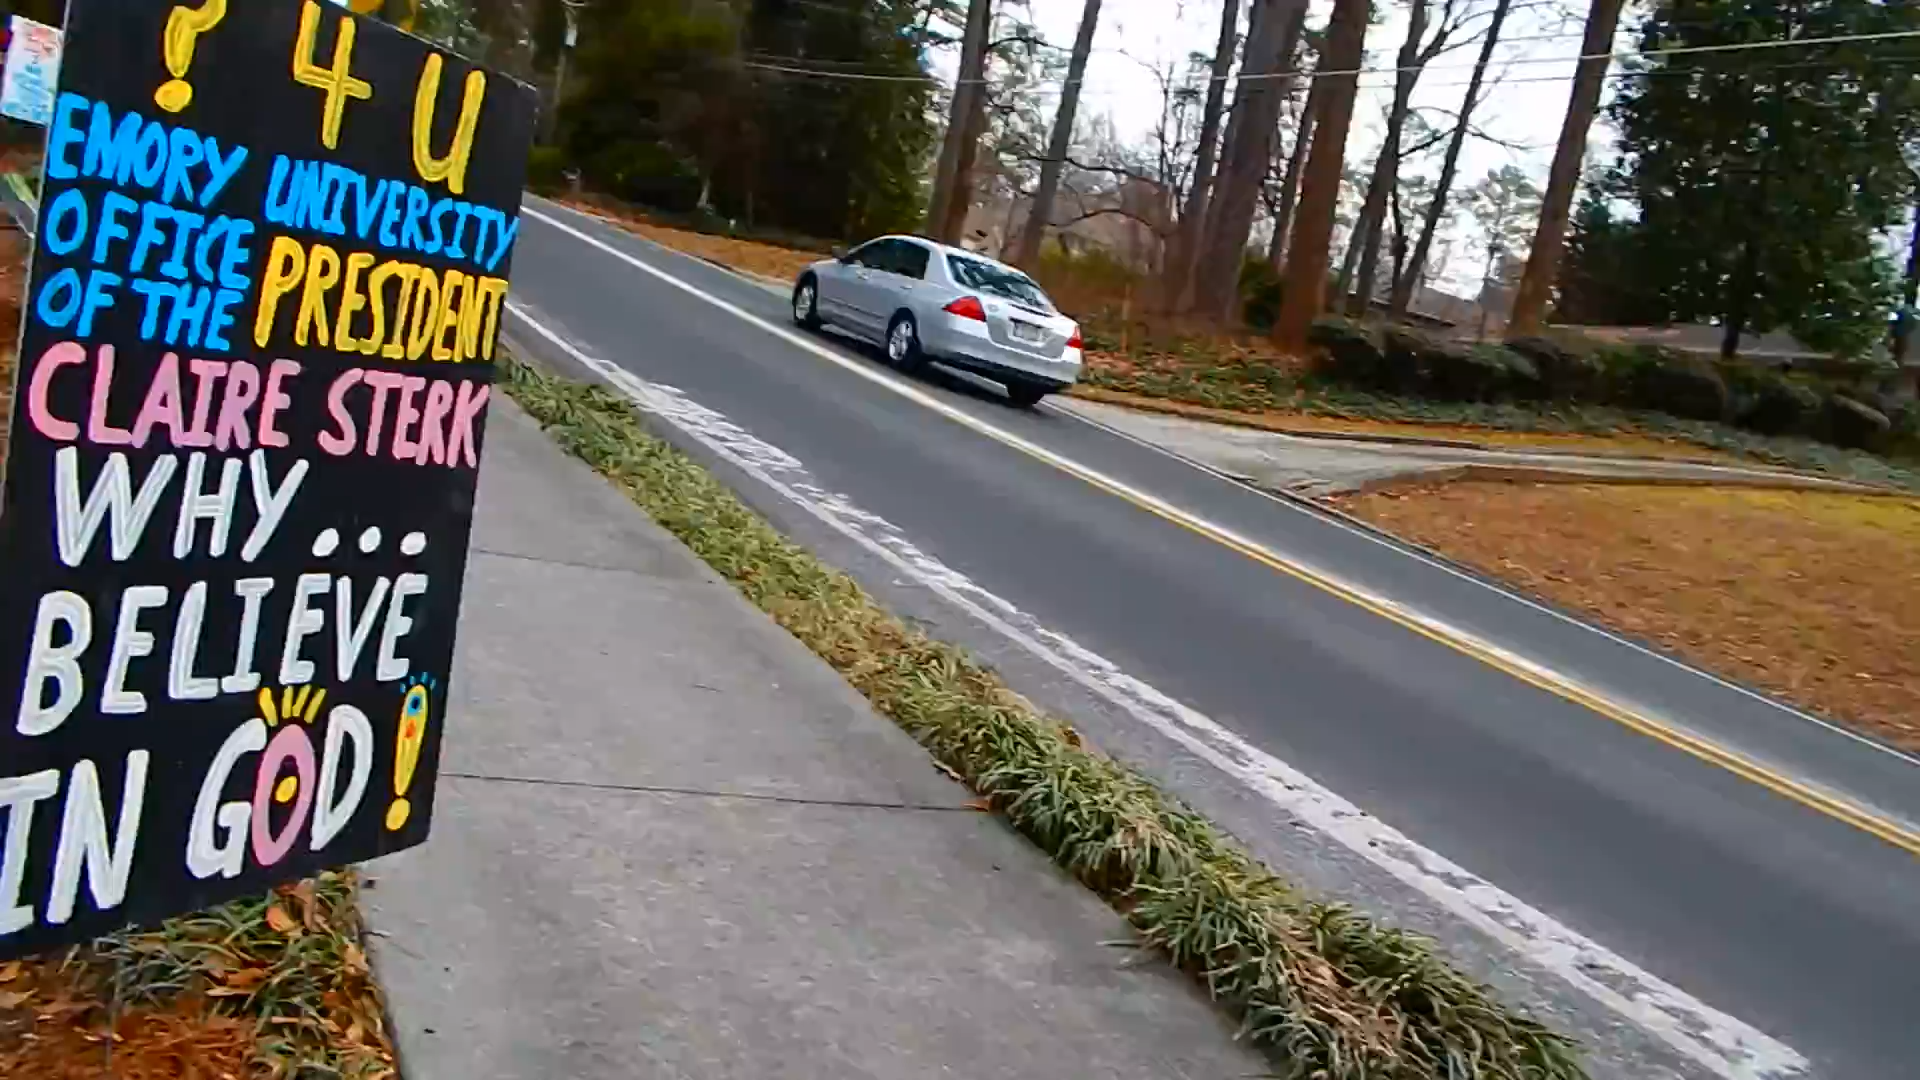 ? 4 U
EMORY UNIVERSITY
OFFICE
OF THE PRESIDENT
CLAIRE STERK
WHY...
BELIEVE
IN GOD!